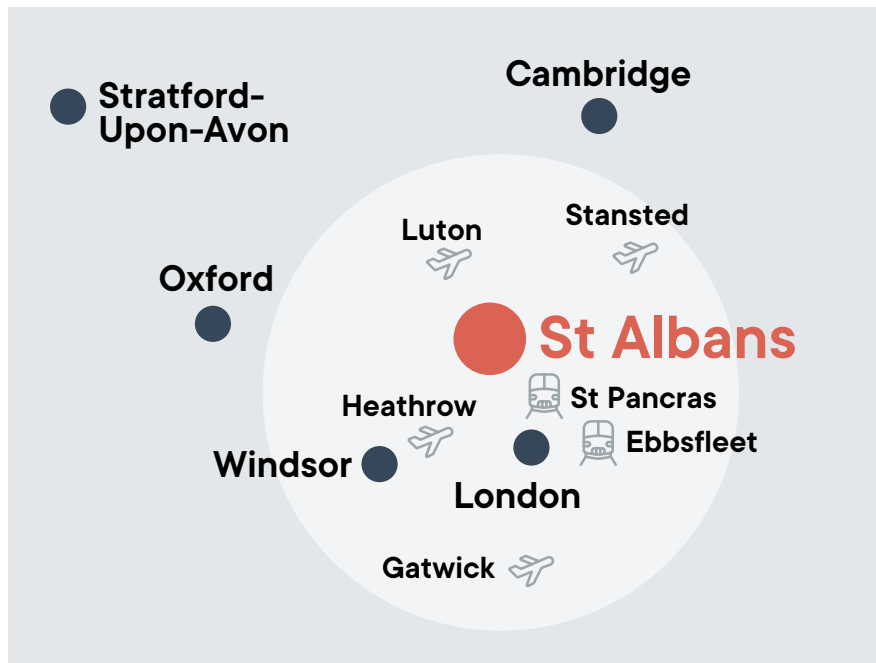 Cambridge
Stratford-
Upon-Avon
Stansted
Luton
Oxford
St Albans
St Pancras
Heathrow
Ebbsfleet
Windsor
London
Gatwick